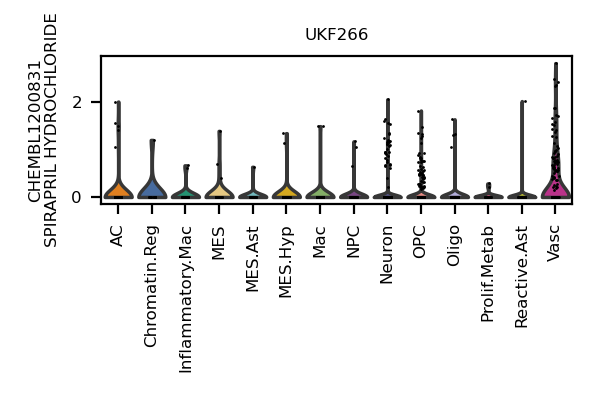 UKF266
CHEMBL1200831
SPIRAPRIL HYDROCHLORIDE
2
0
AC
Chromatin.Reg
Inflammatory.Mac
MES
MES.Ast
MES.Hyp
Mac
NPC
Neuron
OPC
Oligo
Prolif.Metab
Reactive.Ast
Vasc